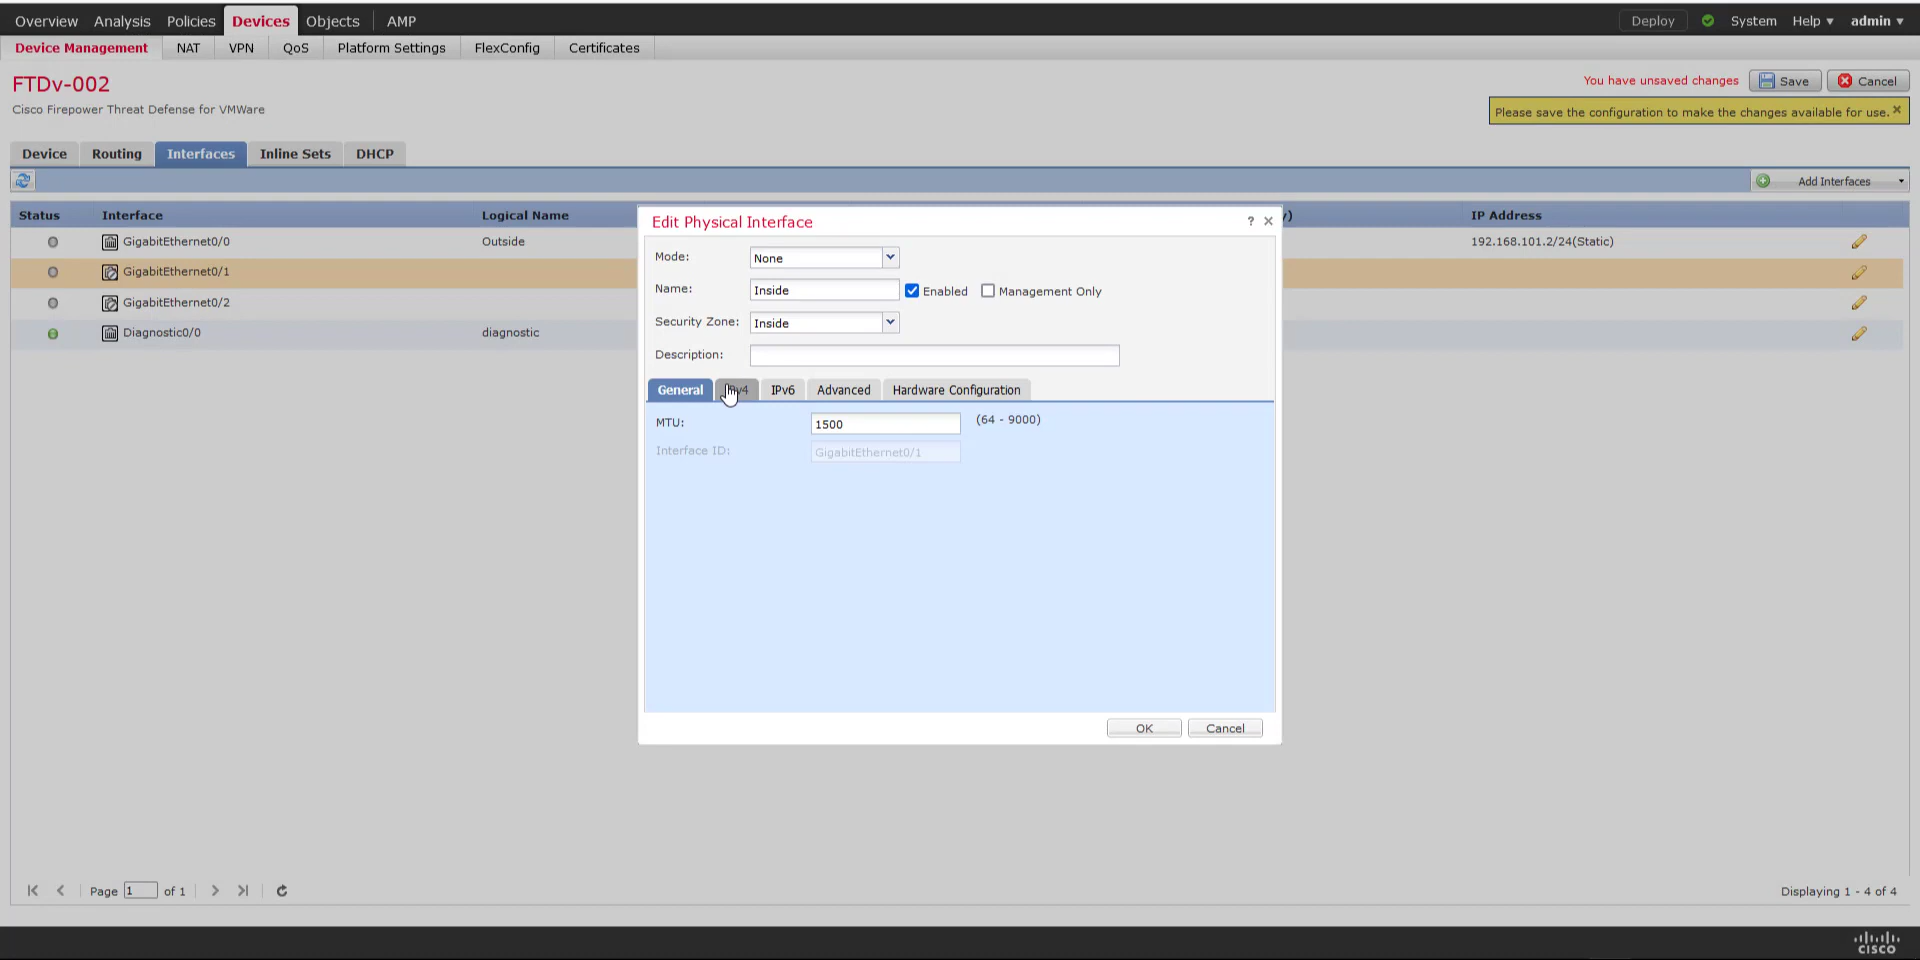 Overview Analysis Policies Devices Objects AMP Deploy System Help admin
Device Management NAT VPN QoS Platform Settings FlexConfig Certificates
FTDv-002
You have unsaved changes Save Cancel
Cisco Firepower Threat Defense for VMWare
Please save the configuration to make the changes available for use.
Device Routing Interfaces Inline Sets DHCP
Add Interfaces
Status Interface Logical Name IP Address
GigabitEthernet0/0 Outside 192.168.101.2/24(Static)
GigabitEthernet0/1
GigabitEthernet0/2
Diagnostic0/0 diagnostic
Edit Physical Interface ?
Mode: None
Name: Inside Enabled Management Only
Security Zone: Inside
Description:
General IPv4 IPv6 Advanced Hardware Configuration
MTU: 1500 (64 - 9000)
Interface ID: GigabitEthernet0/1
OK Cancel
Page 1 of 1 Displaying 1 - 4 of 4
cisco